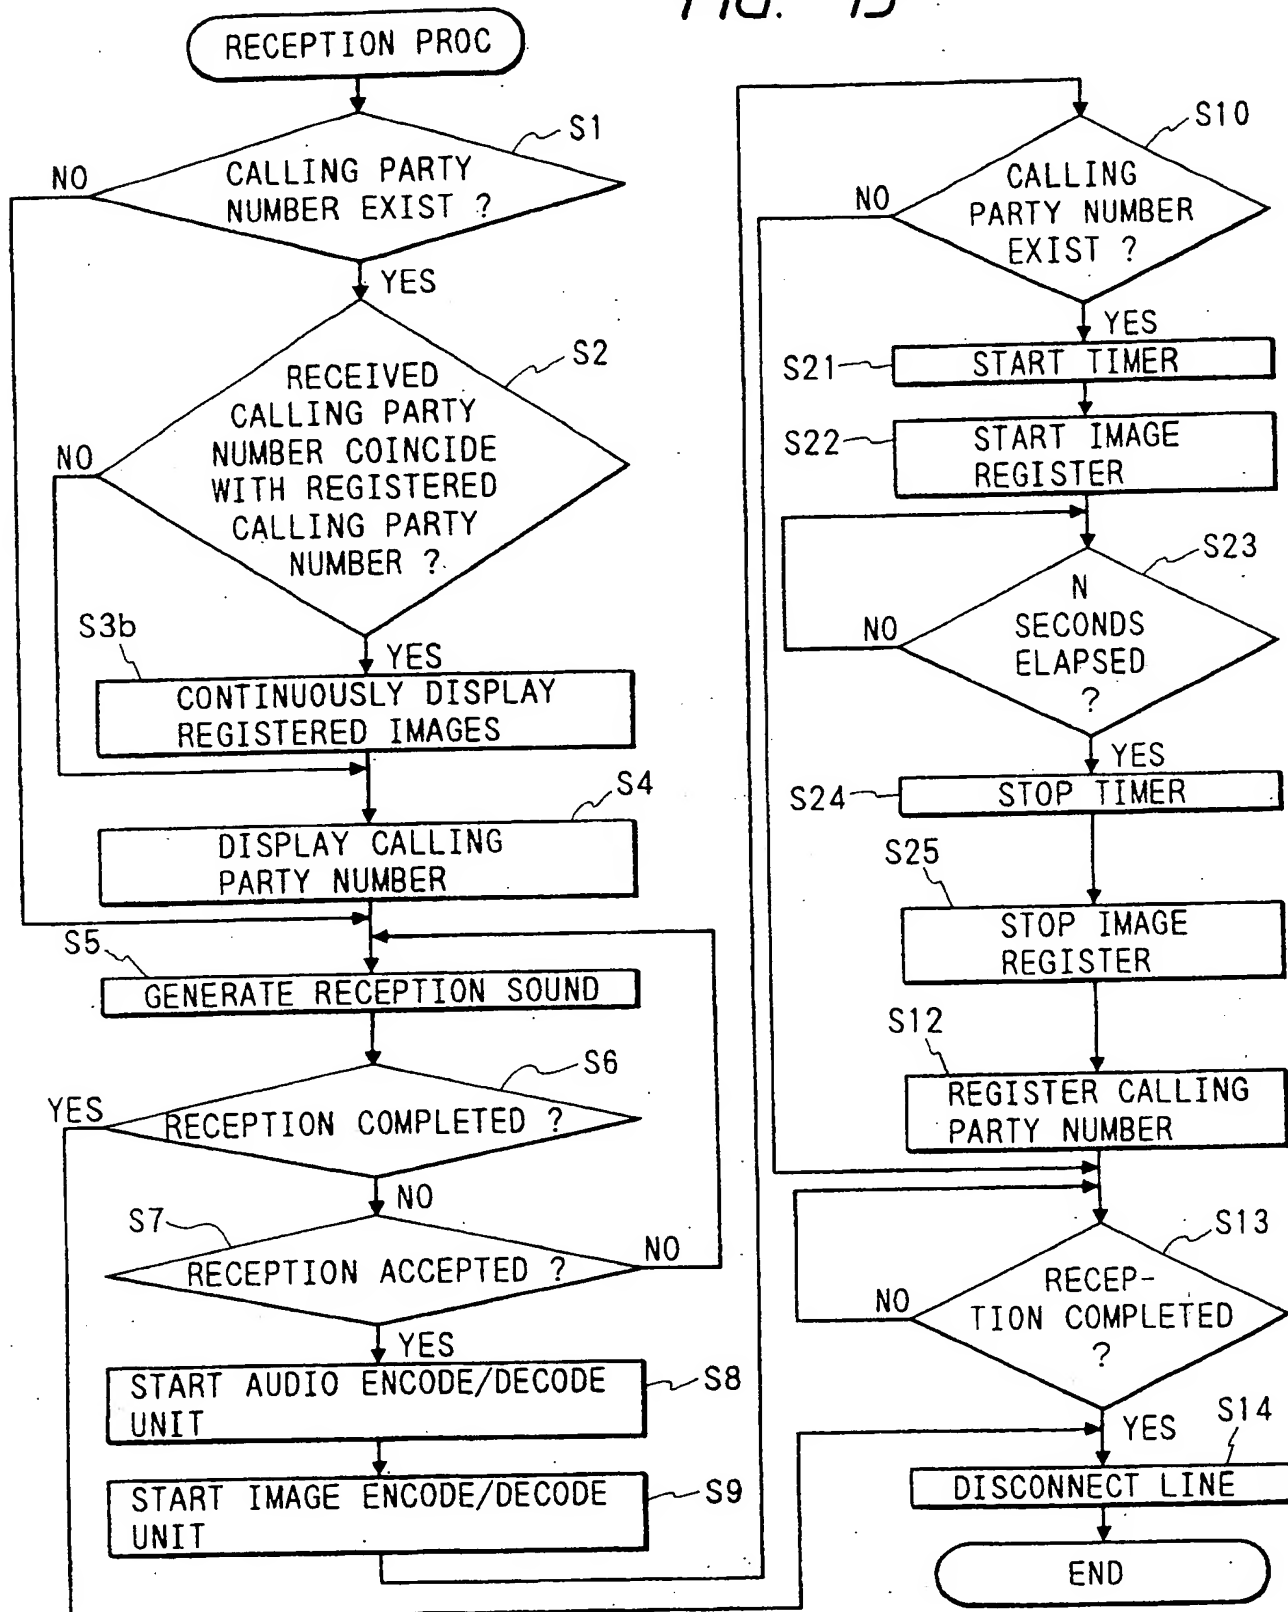 FIG. 13
RECEPTION PROC
S1
NO
CALLING PARTY
NUMBER EXIST ?
YES
S2
NO
RECEIVED
CALLING PARTY
NUMBER COINCIDE
WITH REGISTERED
CALLING PARTY
NUMBER ?
S3b
YES
CONTINUOUSLY DISPLAY
REGISTERED IMAGES
S4
DISPLAY CALLING
PARTY NUMBER
S5
GENERATE RECEPTION SOUND
S6
YES
RECEPTION COMPLETED ?
NO
S7
NO
RECEPTION ACCEPTED ?
YES
START AUDIO ENCODE/DECODE
UNIT
S8
START IMAGE ENCODE/DECODE
UNIT
S9
S10
NO
CALLING
PARTY NUMBER
EXIST ?
YES
S21
START TIMER
S22
START IMAGE
REGISTER
S23
NO
N
SECONDS
ELAPSED
?
YES
S24
STOP TIMER
S25
STOP IMAGE
REGISTER
S12
REGISTER CALLING
PARTY NUMBER
S13
NO
RECEP-
TION COMPLETED
?
YES
S14
DISCONNECT LINE
END